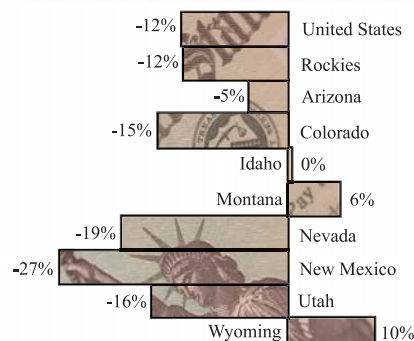 -12% United States
-12% Rockies
-5% Arizona
-15% Colorado
Idaho 0%
Montana 6%
-19% Nevada
-27% New Mexico
-16% Utah
Wyoming 10%